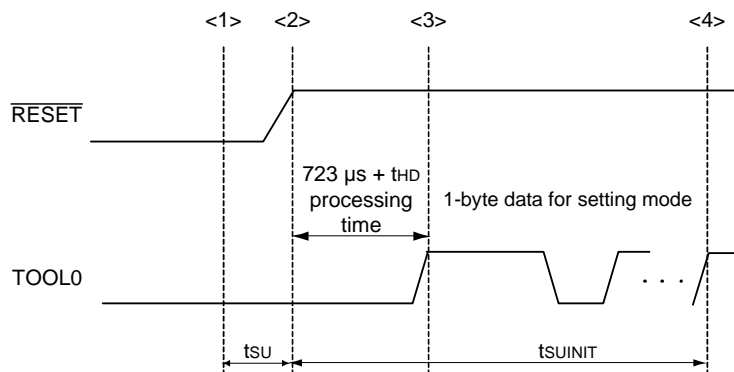 <1> <2> <3> <4>
RESET
723 µs + tHD
processing
time
1-byte data for setting mode
TOOL0
. . .
tSU
tSUINIT